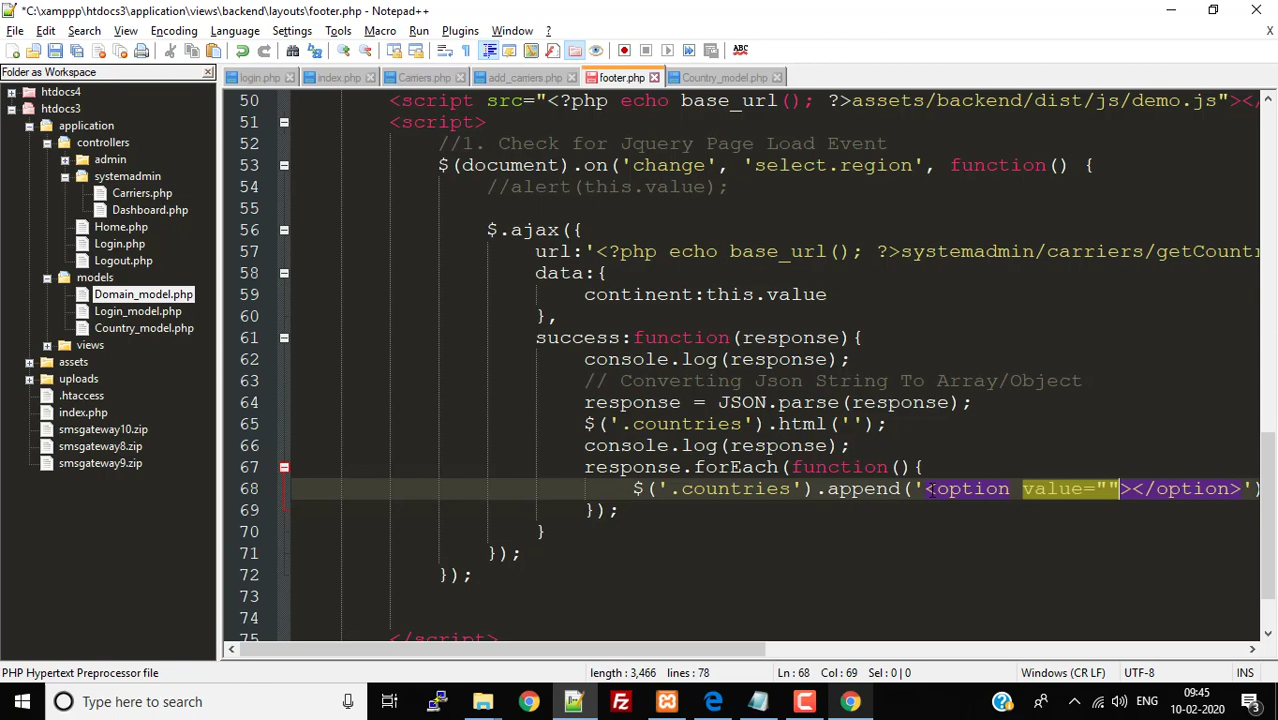 *C:\xamppp\htdocs3\application\views\backend\layouts\footer.php - Notepad++
File Edit Search View Encoding Language Settings Tools Macro Run Plugins Window ?
Folder as Workspace
login.php index.php Carriers.php add_carriers.php footer.php Country_model.php
htdocs4
htdocs3
application
controllers
admin
systemadmin
Carriers.php
Dashboard.php
Home.php
Login.php
Logout.php
models
Domain_model.php
Login_model.php
Country_model.php
views
assets
uploads
.htaccess
index.php
smsgateway10.zip
smsgateway8.zip
smsgateway9.zip
50 <script src="<?php echo base_url(); ?>assets/backend/dist/js/demo.js"></
51 <script>
52 //1. Check for Jquery Page Load Event
53 $(document).on('change', 'select.region', function() {
54 //alert(this.value);
55
56 $.ajax({
57 url:'<?php echo base_url(); ?>systemadmin/carriers/getCountri
58 data:{
59 continent:this.value
60 },
61 success:function(response){
62 console.log(response);
63 // Converting Json String To Array/Object
64 response = JSON.parse(response);
65 $('.countries').html('');
66 console.log(response);
67 response.forEach(function(){
68 $('.countries').append('<option value=""></option>')
69 });
70 }
71 });
72 });
73
74
75 </script>
PHP Hypertext Preprocessor file length : 3,466 lines : 78 Ln : 68 Col : 69 Sel : 0 | 0 Windows (CR LF) UTF-8 INS
Type here to search
ENG
09:45
10-02-2020
3